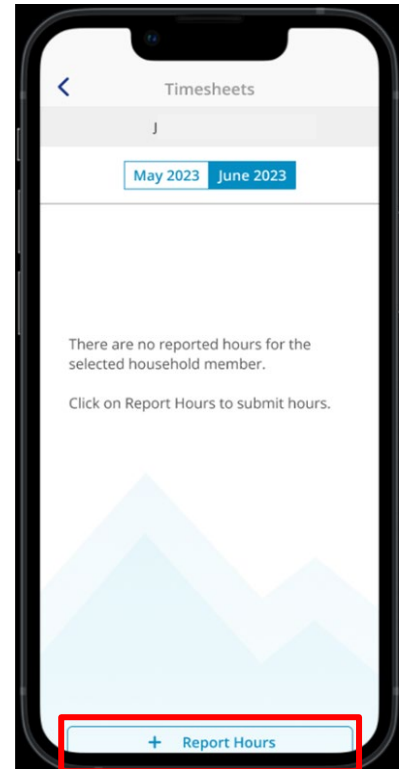 Timesheets
J
May 2023 June 2023
There are no reported hours for the
selected household member.
Click on Report Hours to submit hours.
+ Report Hours